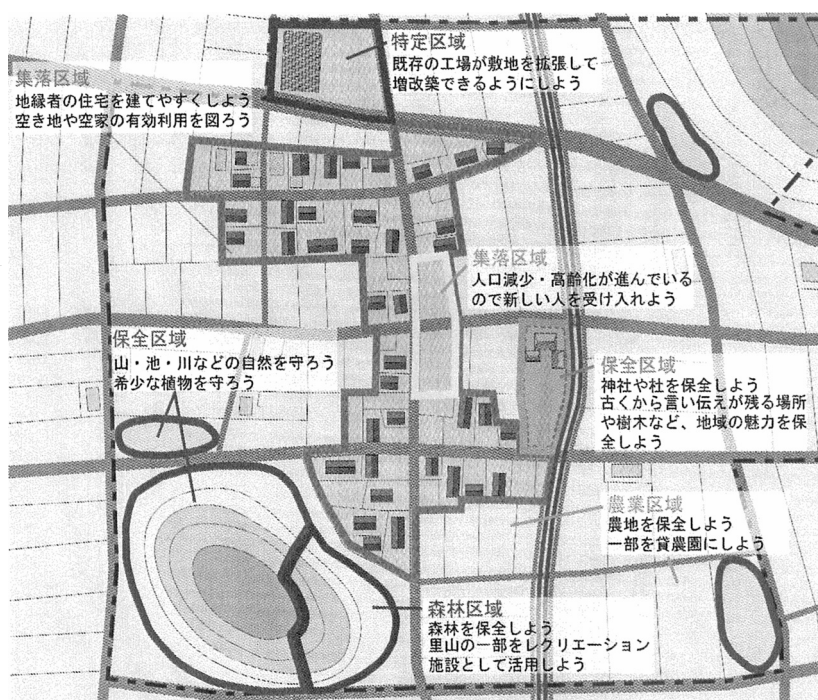 特定区域
既存の工場が敷地を拡張して
増改築できるようにしよう
集落区域
地縁者の住宅を建てやすくしよう
空き地や空家の有効利用を図ろう
集落区域
人口減少・高齢化が進んでいる
ので新しい人を受け入れよう
保全区域
山・池・川などの自然を守ろう
希少な植物を守ろう
保全区域
神社や杜を保全しよう
古くから言い伝えが残る場所
や樹木など、地域の魅力を保
全しよう
農業区域
農地を保全しよう
一部を貸農園にしよう
森林区域
森林を保全しよう
里山の一部をレクリエーション
施設として活用しよう